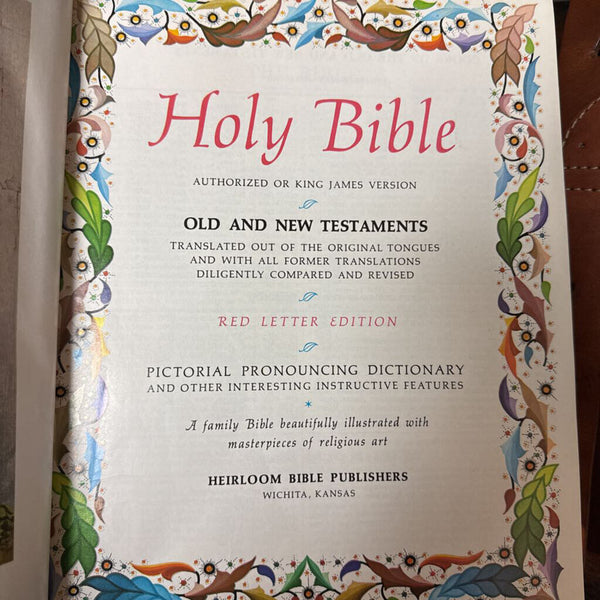 Holy Bible
AUTHORIZED OR KING JAMES VERSION
OLD AND NEW TESTAMENTS
TRANSLATED OUT OF THE ORIGINAL TONGUES
AND WITH ALL FORMER TRANSLATIONS
DILIGENTLY COMPARED AND REVISED
RED LETTER EDITION
PICTORIAL PRONOUNCING DICTIONARY
AND OTHER INTERESTING INSTRUCTIVE FEATURES
A family Bible beautifully illustrated with
masterpieces of religious art
HEIRLOOM BIBLE PUBLISHERS
WICHITA, KANSAS